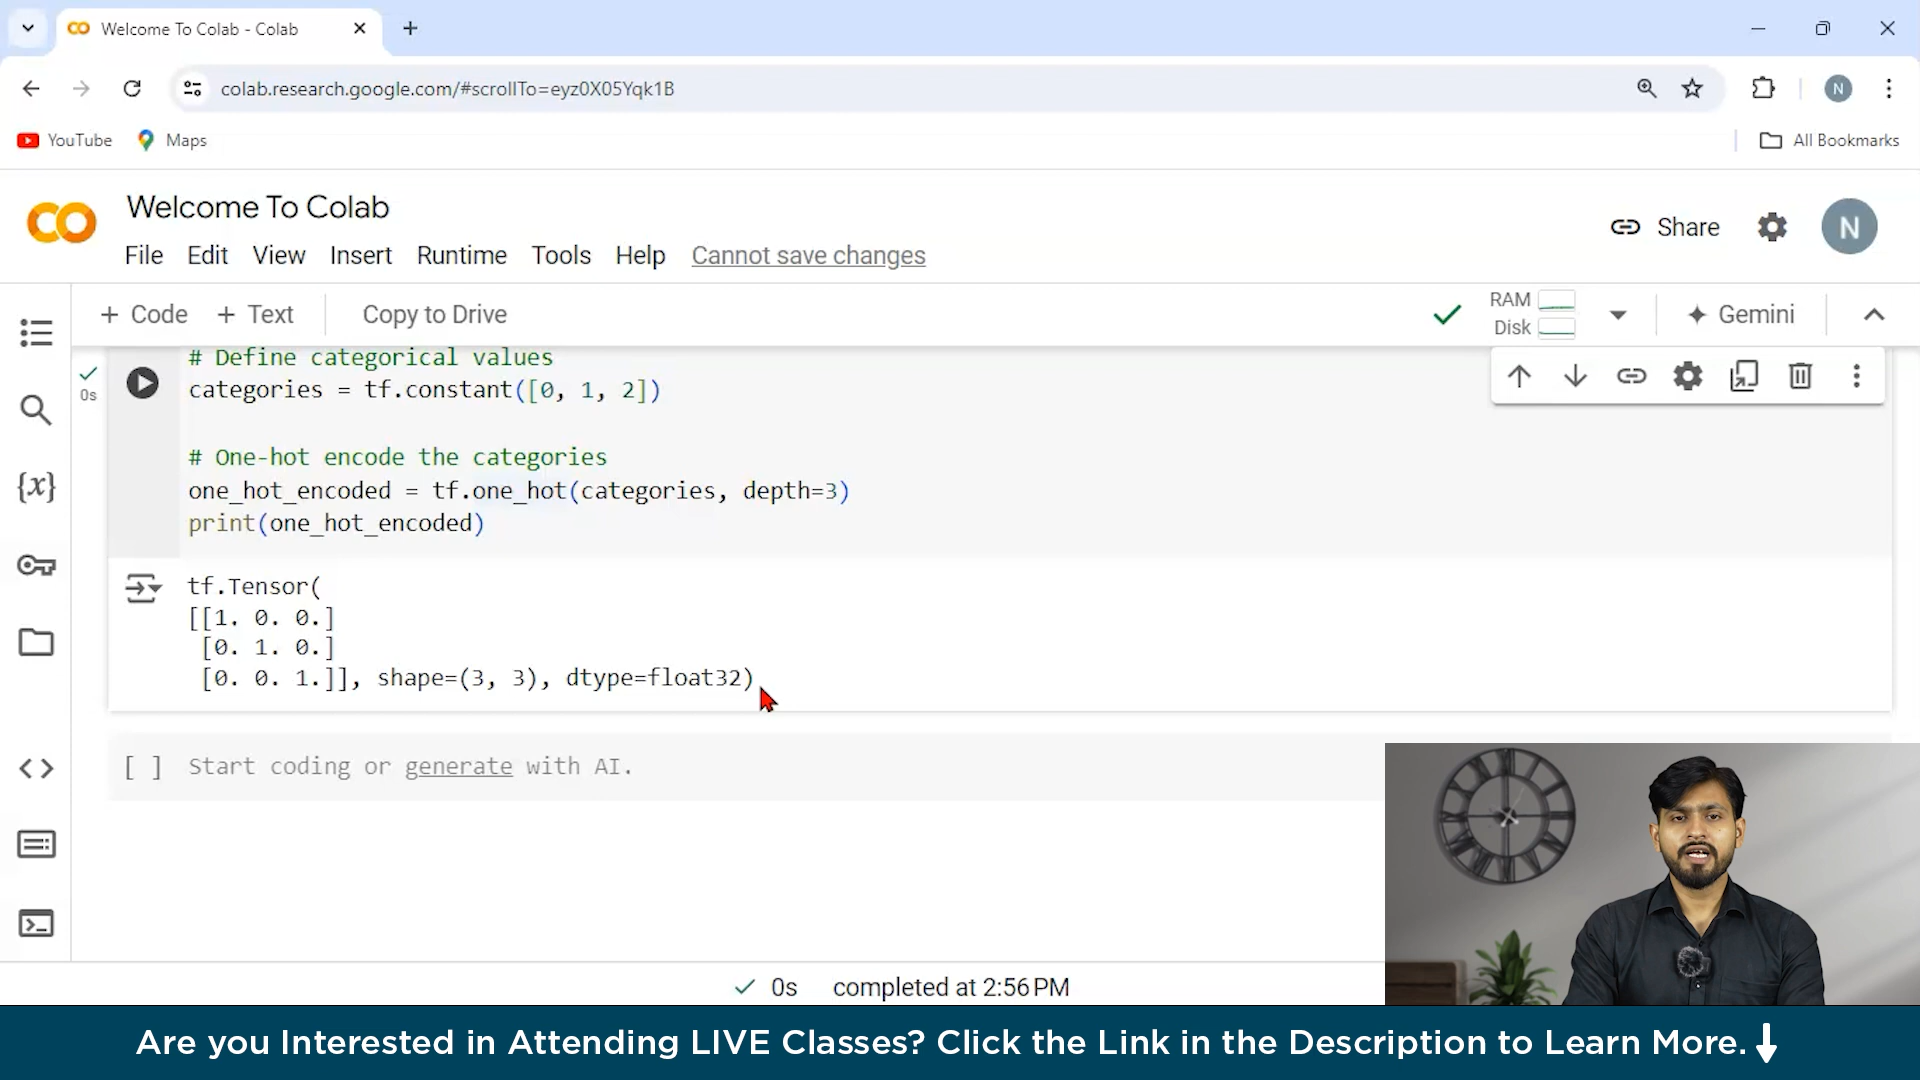 Welcome To Colab - Colab
colab.research.google.com/#scrollTo=eyz0X05Yqk1B
N
YouTube
Maps
All Bookmarks
CO
Welcome To Colab
File Edit View Insert Runtime Tools Help Cannot save changes
Share
N
+ Code + Text
Copy to Drive
RAM
Disk
Gemini
# Define categorical values
categories = tf.constant([0, 1, 2])
0s
# One-hot encode the categories
one_hot_encoded = tf.one_hot(categories, depth=3)
print(one_hot_encoded)
{x}
tf.Tensor(
[[1. 0. 0.]
[0. 1. 0.]
[0. 0. 1.]], shape=(3, 3), dtype=float32)
[ ] Start coding or generate with AI.
0s completed at 2:56 PM
Are you Interested in Attending LIVE Classes? Click the Link in the Description to Learn More.